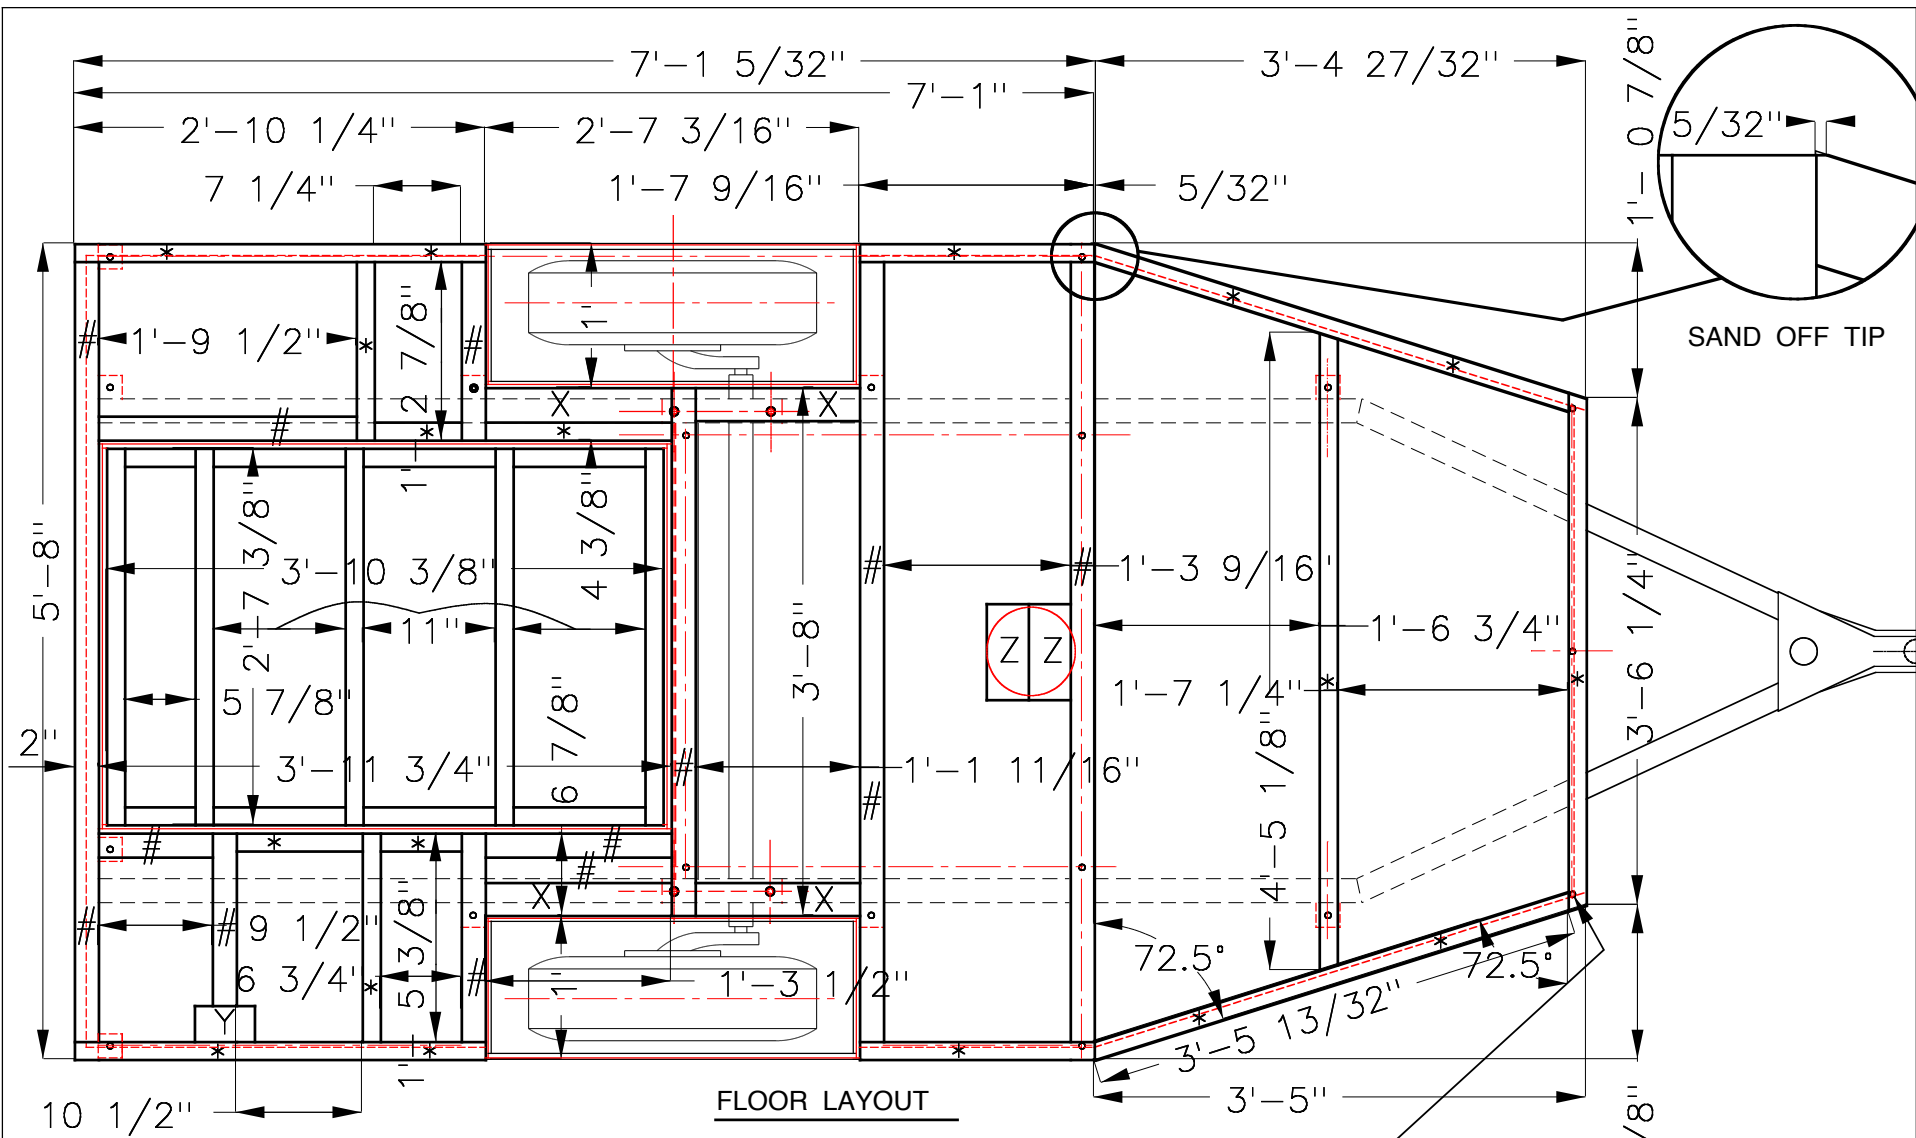 7'-1 5/32"
3'-4 27/32"
1'-0 7/8"
7'-1"
5/32"
2'-10 1/4"
2'-7 3/16"
7 1/4"
1'-7 9/16"
5/32"
* * *
SAND OFF TIP
# 1'-9 1/2" * 1'-2 7/8" # 1' * *
# X X
* *
5'-8"
2'-7 3/8"
3'-10 3/8"
4 3/8"
# 1'-3 9/16" #
11"
3'-8"
Z Z
1'-6 3/4"
3'-6 1/4"
5 7/8"
1'-7 1/4" * *
2"
3'-11 3/4"
6 7/8"
# 1'-1 11/16"
#
4'-5 1/8"
# * * # #
X X
# 9 1/2" #
6 3/4" * 1'-5 3/8" # 1' 1'-3 1/2"
72.5°
72.5°
* *
Y
* * *
3'-5 13/32"
10 1/2"
FLOOR LAYOUT
3'-5"
/8"